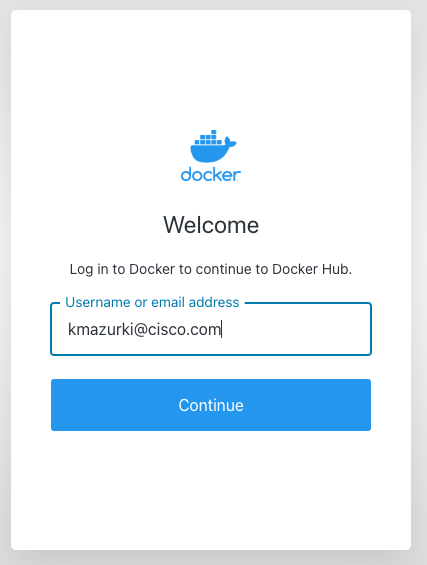 docker
Welcome
Log in to Docker to continue to Docker Hub.
Username or email address
kmazurki@cisco.com
Continue